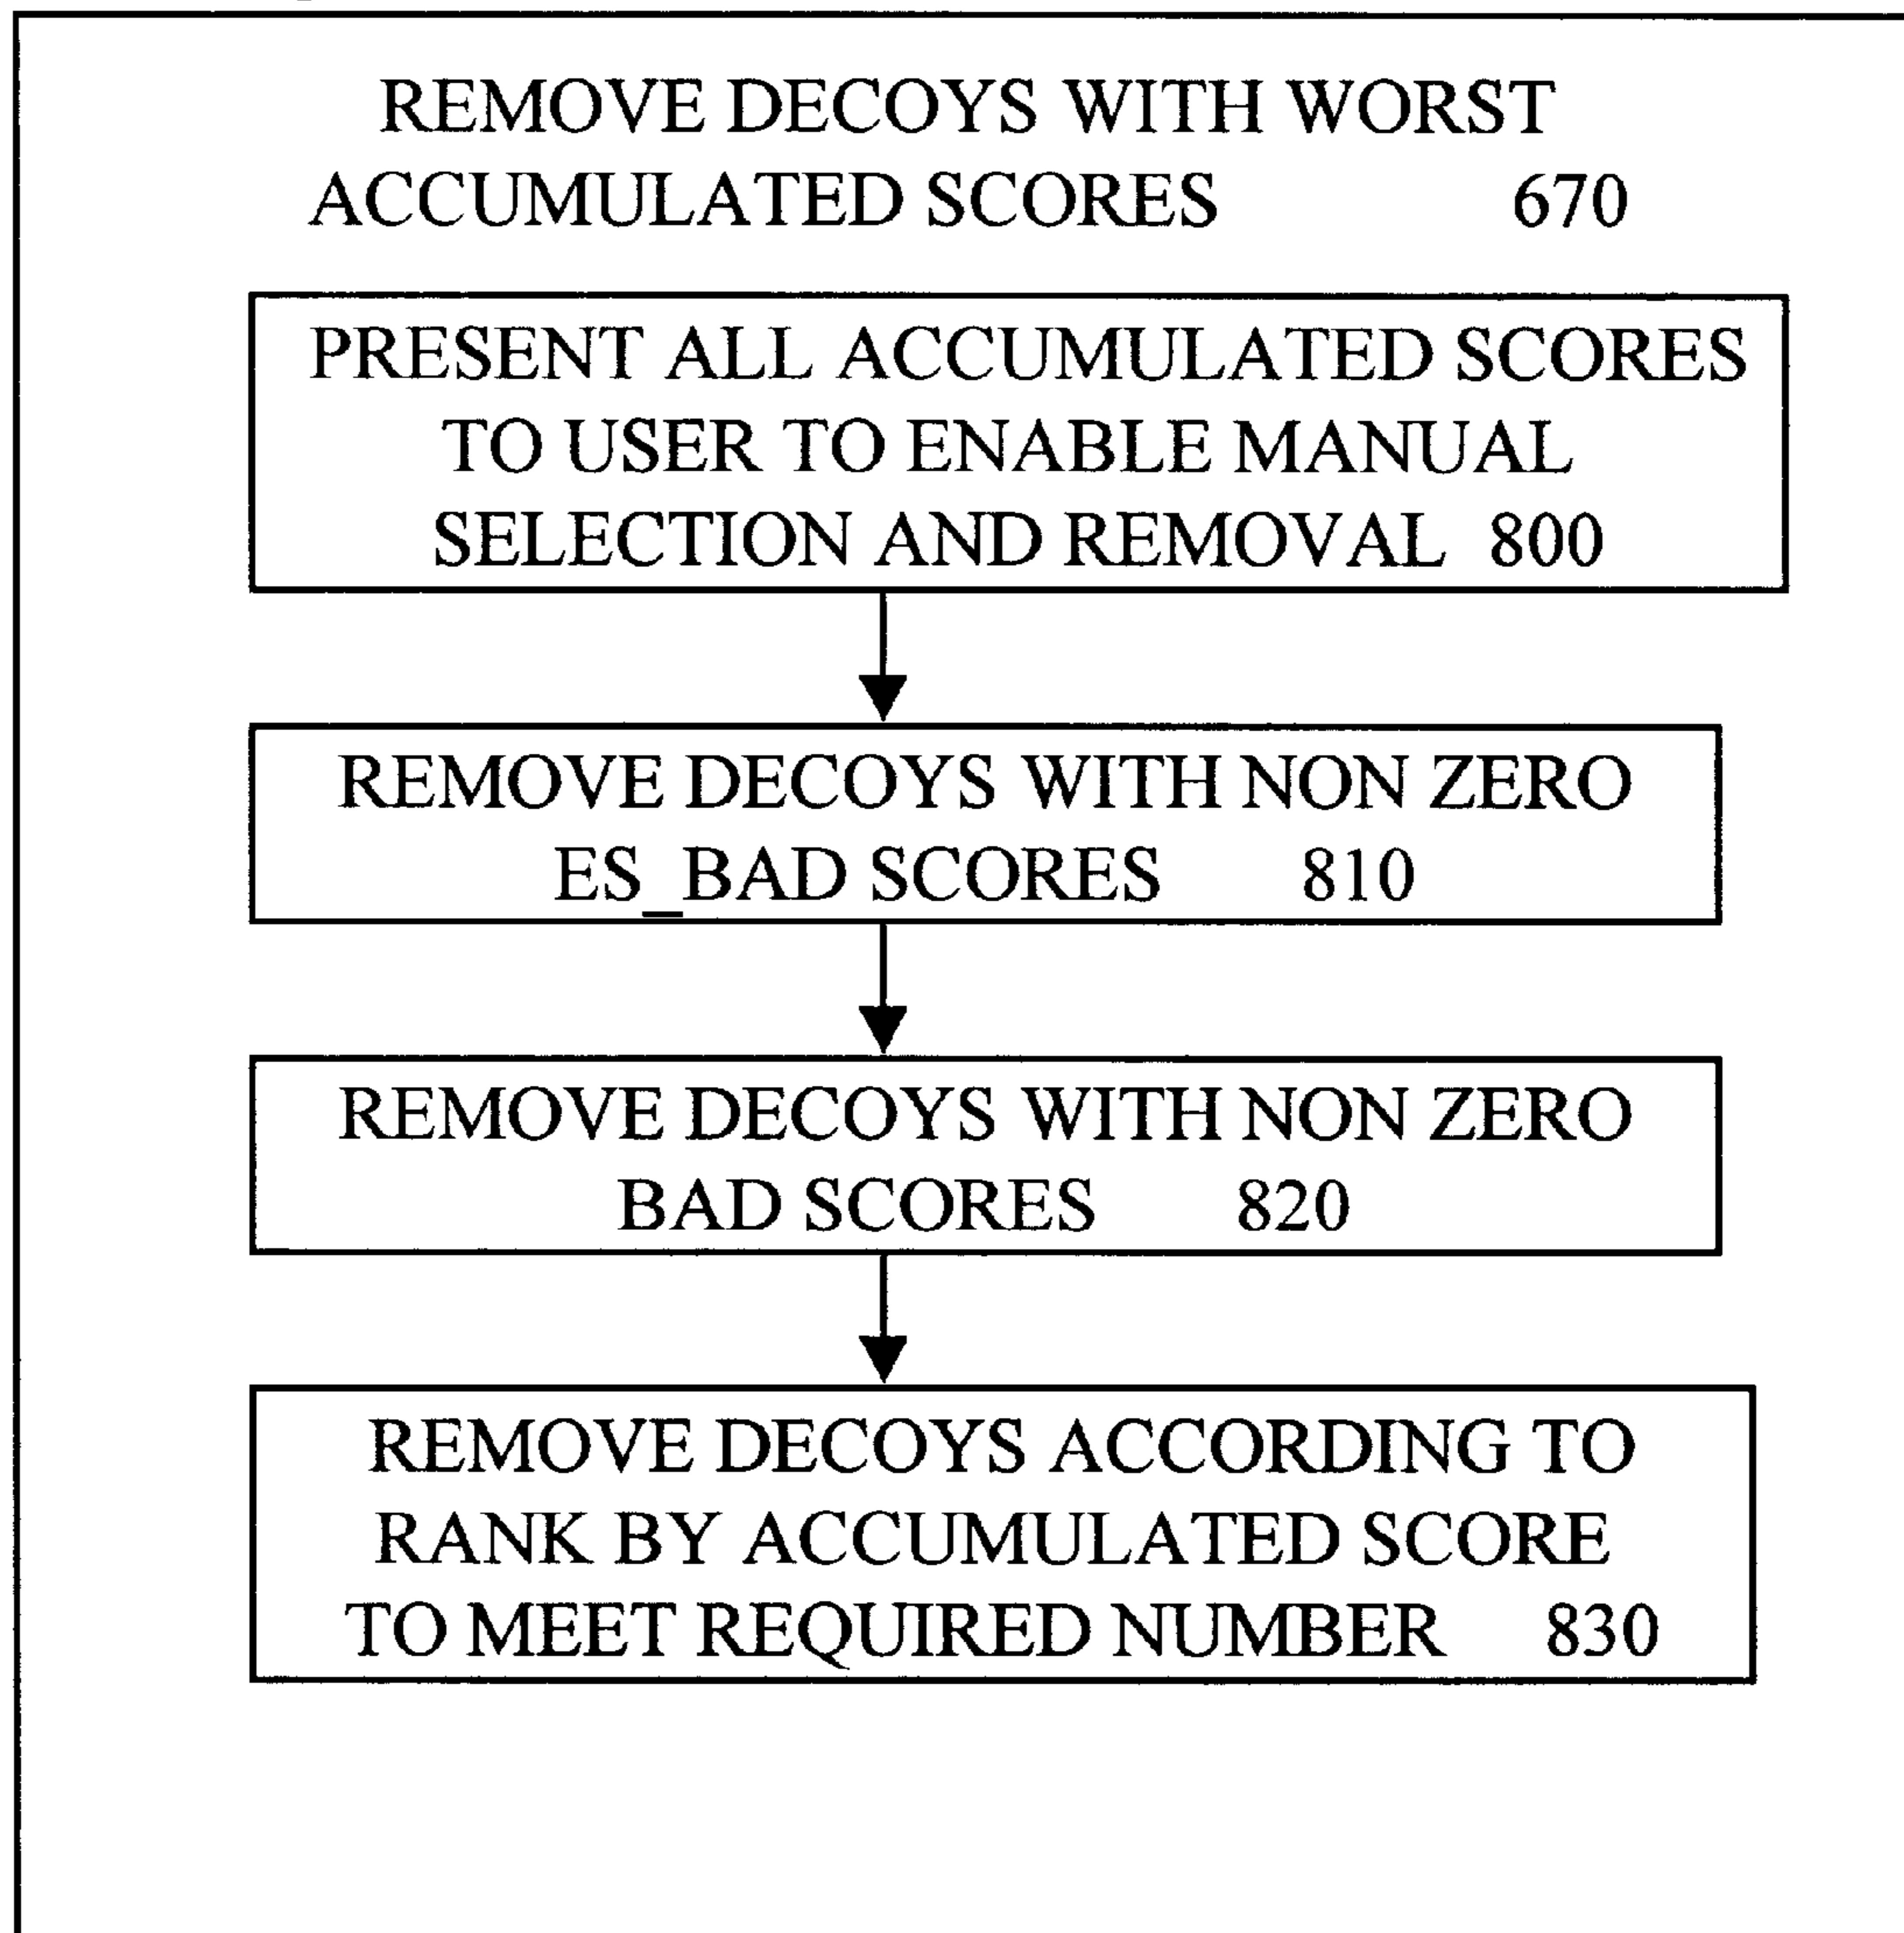 REMOVE DECOYS WITH WORST
ACCUMULATED SCORES 670
PRESENT ALL ACCUMULATED SCORES
TO USER TO ENABLE MANUAL
SELECTION AND REMOVAL 800
REMOVE DECOYS WITH NON ZERO
ES_BAD SCORES 810
REMOVE DECOYS WITH NON ZERO
BAD SCORES 820
REMOVE DECOYS ACCORDING TO
RANK BY ACCUMULATED SCORE
TO MEET REQUIRED NUMBER 830